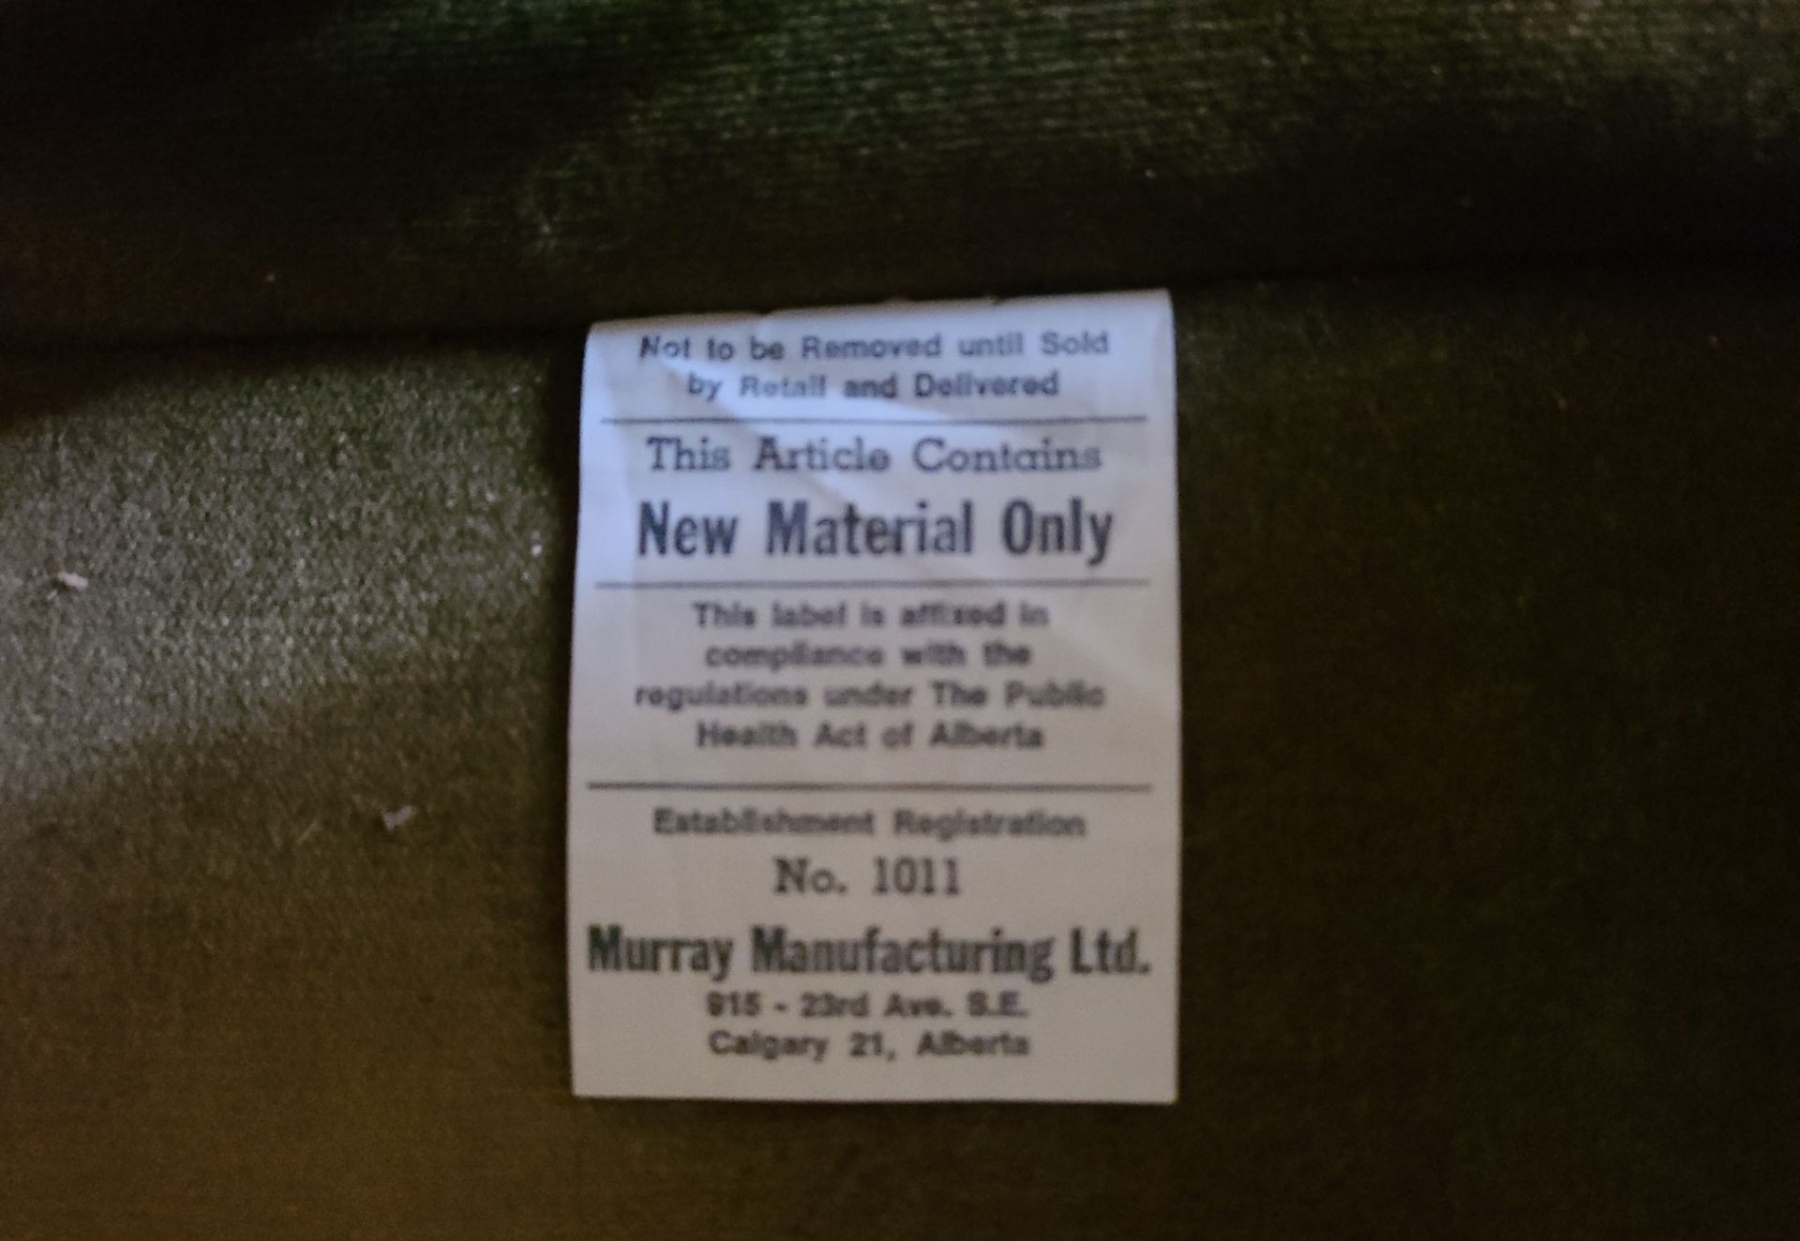 Not to be Removed until Sold
by Retail and Delivered
This Article Contains
New Material Only
This label is affixed in
compliance with the
regulations under The Public
Health Act of Alberta
Establishment Registration
No. 1011
Murray Manufacturing Ltd.
915 - 23rd Ave. S.E.
Calgary 21, Alberta